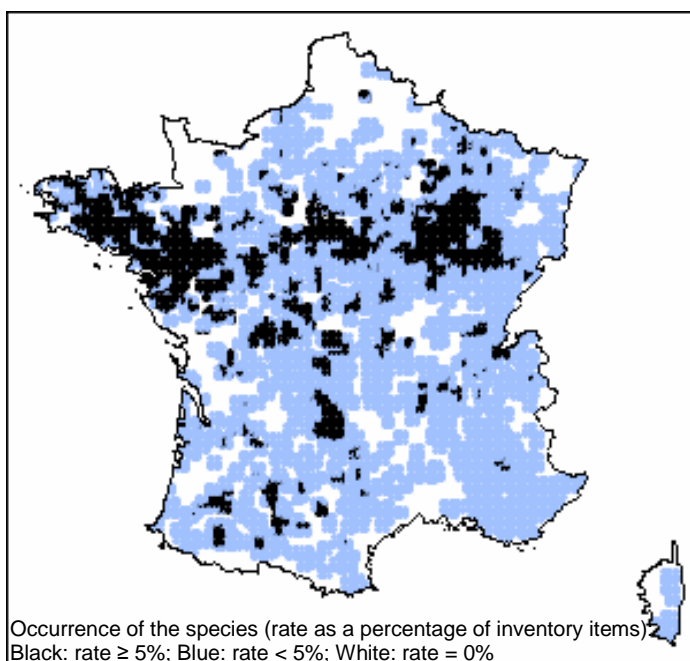 Occurrence of the species (rate as a percentage of inventory items)
Black: rate ≥ 5%; Blue: rate < 5%; White: rate = 0%